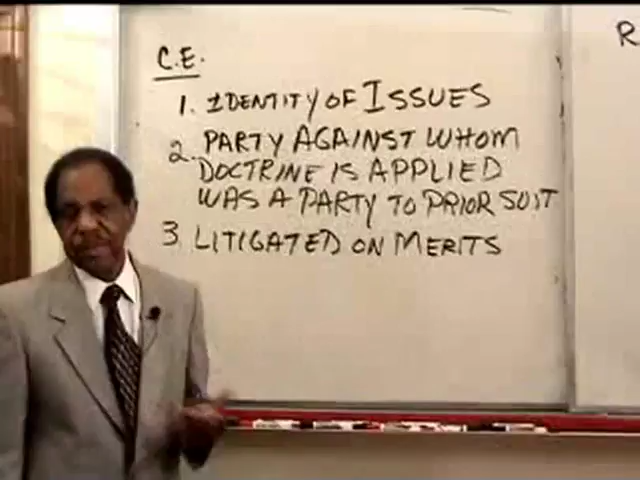 C.E.
1. IDENTITY OF ISSUES
2. PARTY AGAINST WHOM
DOCTRINE IS APPLIED
WAS A PARTY TO PRIOR SUIT
3 LITIGATED ON MERITS
R